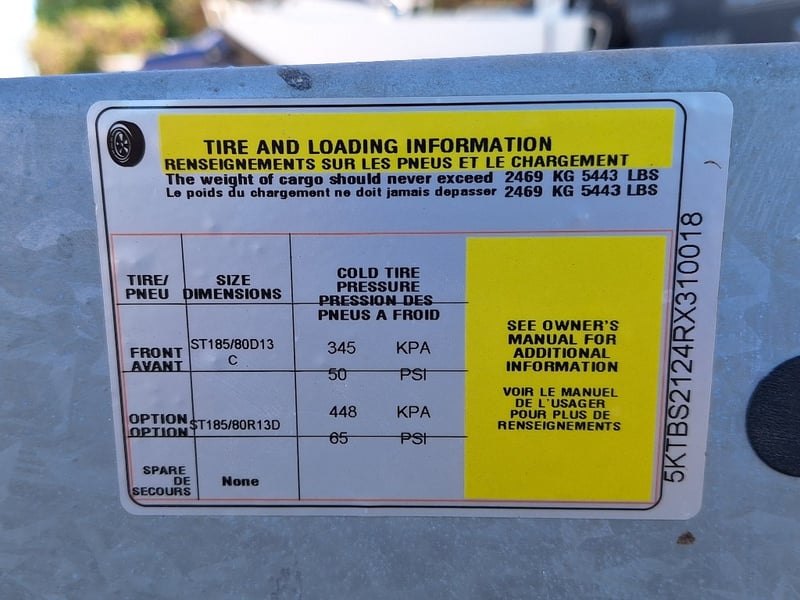 TIRE AND LOADING INFORMATION
RENSEIGNEMENTS SUR LES PNEUS ET LE CHARGEMENT
The weight of cargo should never exceed 2469 KG 5443 LBS
Le poids du chargement ne doit jamais depasser 2469 KG 5443 LBS
TIRE/
PNEU
SIZE
DIMENSIONS
COLD TIRE
PRESSURE
PRESSION DES
PNEUS A FROID
FRONT
AVANT
ST185/80D13
C
345 KPA
50 PSI
OPTION
OPTION
ST185/80R13D
448 KPA
65 PSI
SPARE
DE
SECOURS
None
SEE OWNER'S
MANUAL FOR
ADDITIONAL
INFORMATION
VOIR LE MANUEL
DE L'USAGER
POUR PLUS DE
RENSEIGNEMENTS
5KTBS2124RX310018